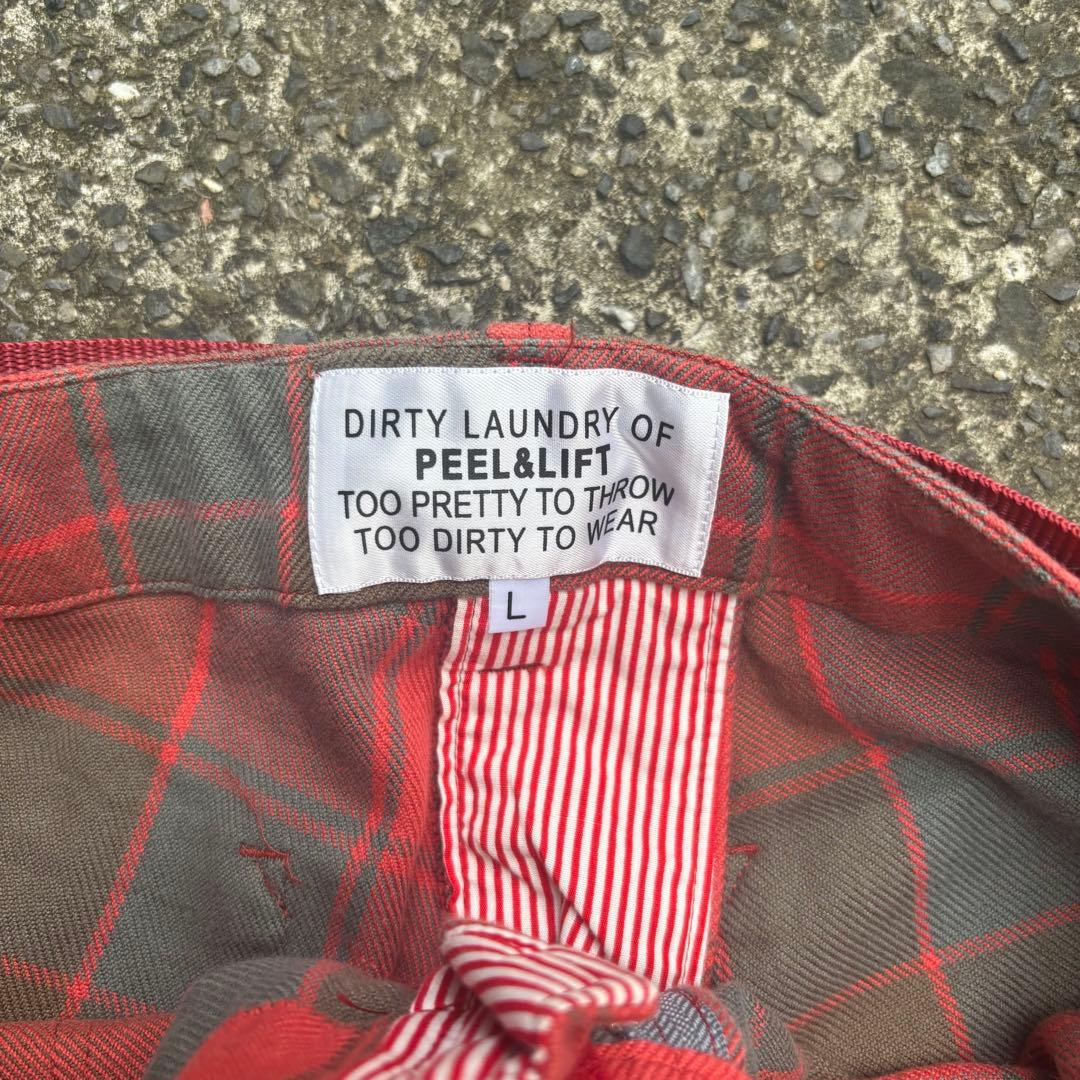 DIRTY LAUNDRY OF
PEEL&LIFT
TOO PRETTY TO THROW
TOO DIRTY TO WEAR
L